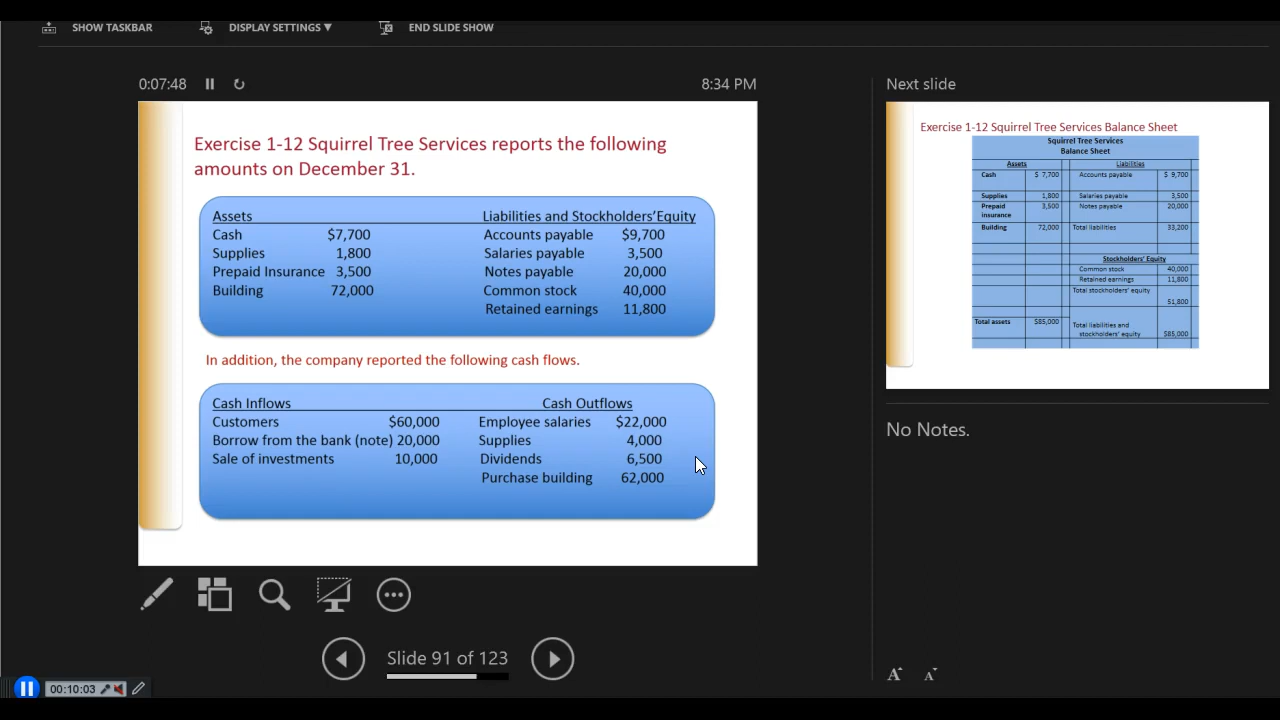 SHOW TASKBAR DISPLAY SETTINGS ▼ END SLIDE SHOW
0:07:48 8:34 PM
Exercise 1-12 Squirrel Tree Services reports the following
amounts on December 31.
Assets Liabilities and Stockholders'Equity
Cash $7,700 Accounts payable $9,700
Supplies 1,800 Salaries payable 3,500
Prepaid Insurance 3,500 Notes payable 20,000
Building 72,000 Common stock 40,000
Retained earnings 11,800
In addition, the company reported the following cash flows.
Cash Inflows Cash Outflows
Customers $60,000 Employee salaries $22,000
Borrow from the bank (note) 20,000 Supplies 4,000
Sale of investments 10,000 Dividends 6,500
Purchase building 62,000
Slide 91 of 123
00:10:03
Next slide
Exercise 1-12 Squirrel Tree Services Balance Sheet
Squirrel Tree Services
Balance Sheet
Assets Liabilities
Cash $ 7,700 Accounts payable $ 9,700
Supplies 1,800 Salaries payable 3,500
Prepaid 3,500 Notes payable 20,000
insurance
Building 72,000 Total liabilities 33,200
Stockholders' Equity
Common stock 40,000
Retained earnings 11,800
Total stockholders' equity
51,800
Total assets $85,000 Total liabilities and
stockholders' equity $85,000
No Notes.
A A